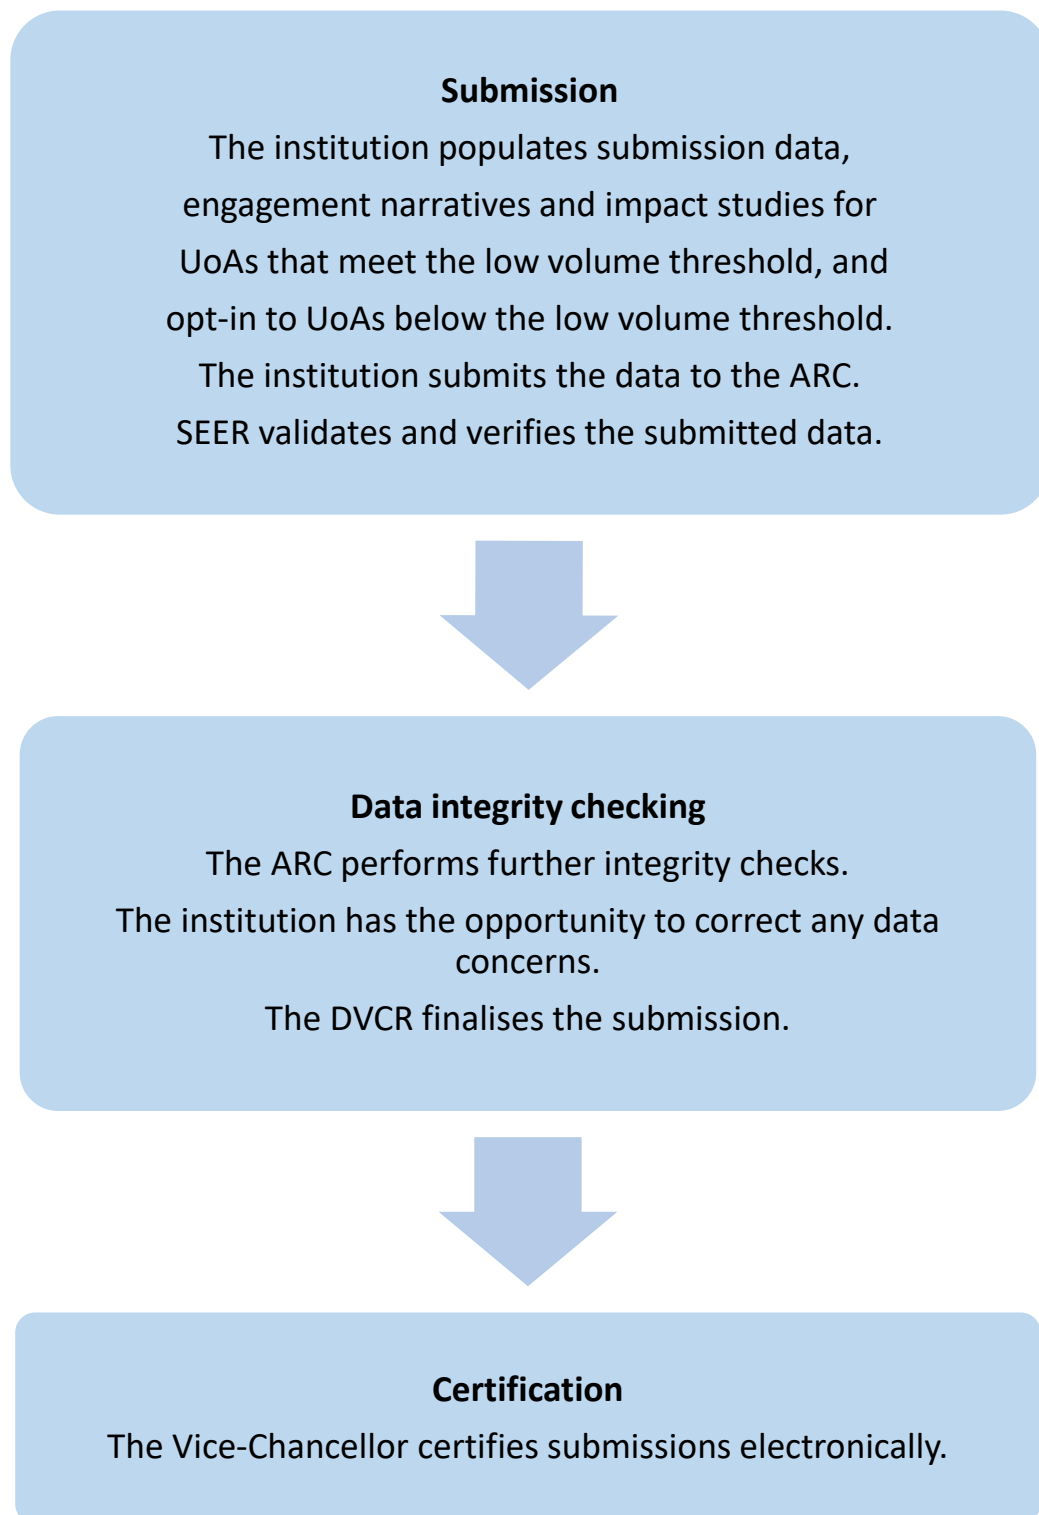 Submission
The institution populates submission data,
engagement narratives and impact studies for
UoAs that meet the low volume threshold, and
opt-in to UoAs below the low volume threshold.
The institution submits the data to the ARC.
SEER validates and verifies the submitted data.
Data integrity checking
The ARC performs further integrity checks.
The institution has the opportunity to correct any data
concerns.
The DVCR finalises the submission.
Certification
The Vice-Chancellor certifies submissions electronically.